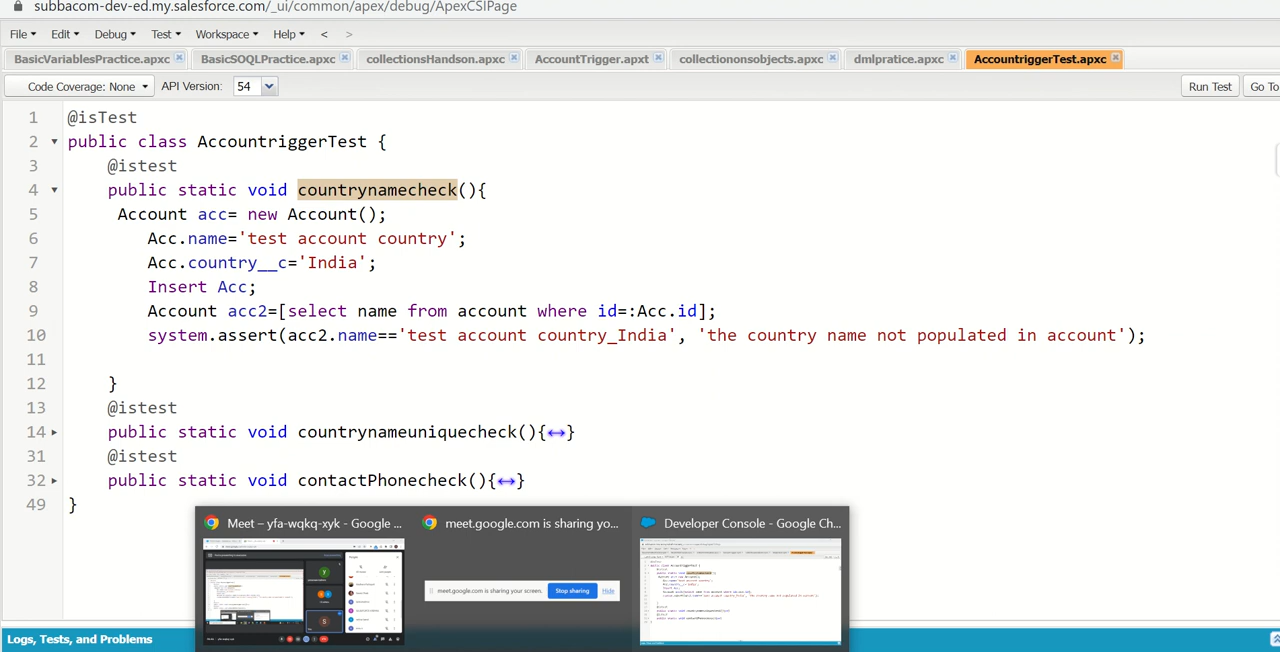 subbacom-dev-ed.my.salesforce.com/_ui/common/apex/debug/ApexCSIPage
File Edit Debug Test Workspace Help < >
BasicVariablesPractice.apxc BasicSOQLPractice.apxc collectionsHandson.apxc AccountTrigger.apxt collectiononsobjects.apxc dmlpratice.apxc AccountriggerTest.apxc
Code Coverage: None API Version: 54 Run Test Go To
1 @isTest
2 public class AccountriggerTest {
3 @istest
4 public static void countrynamecheck(){
5 Account acc= new Account();
6 Acc.name='test account country';
7 Acc.country__c='India';
8 Insert Acc;
9 Account acc2=[select name from account where id=:Acc.id];
10 system.assert(acc2.name=='test account country_India', 'the country name not populated in account');
11
12 }
13 @istest
14 public static void countrynameuniquecheck(){↔}
31 @istest
32 public static void contactPhonecheck(){↔}
49 }
Meet – yfa-wqkq-xyk - Google ... meet.google.com is sharing yo... Developer Console - Google Ch...
meet.google.com is sharing your screen. Stop sharing Hide
Logs, Tests, and Problems